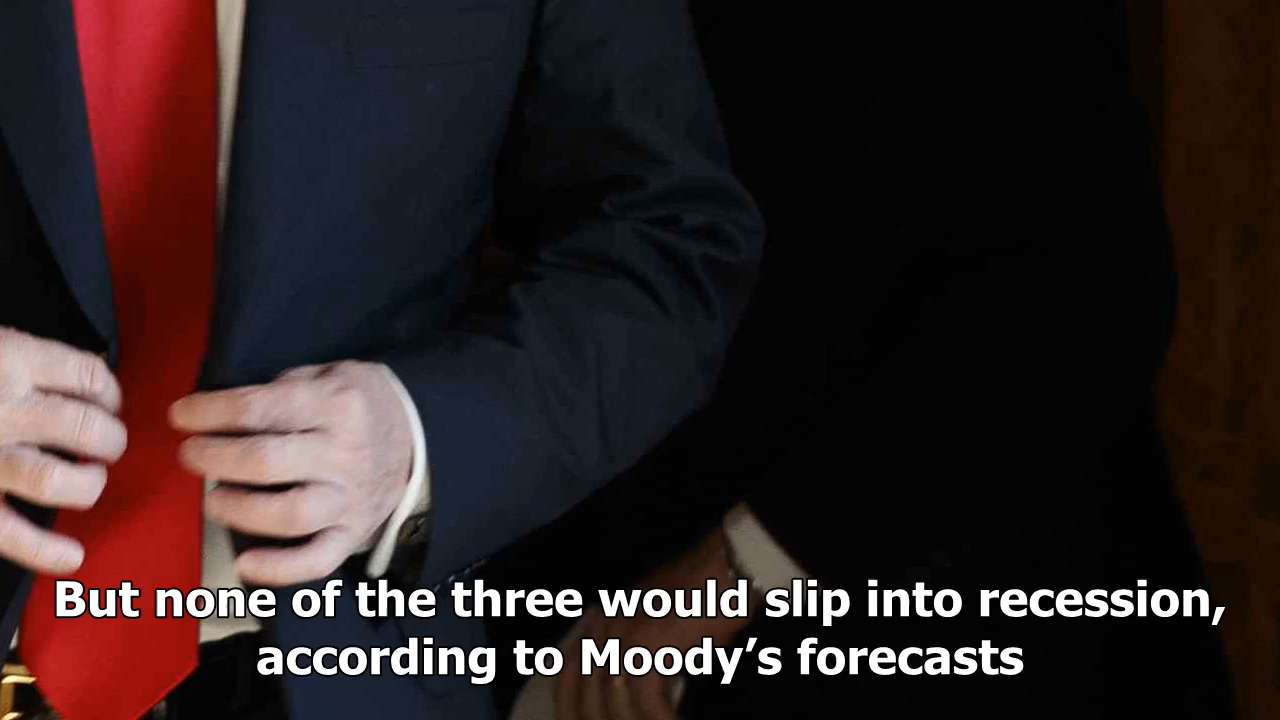 But none of the three would slip into recession,
according to Moody’s forecasts